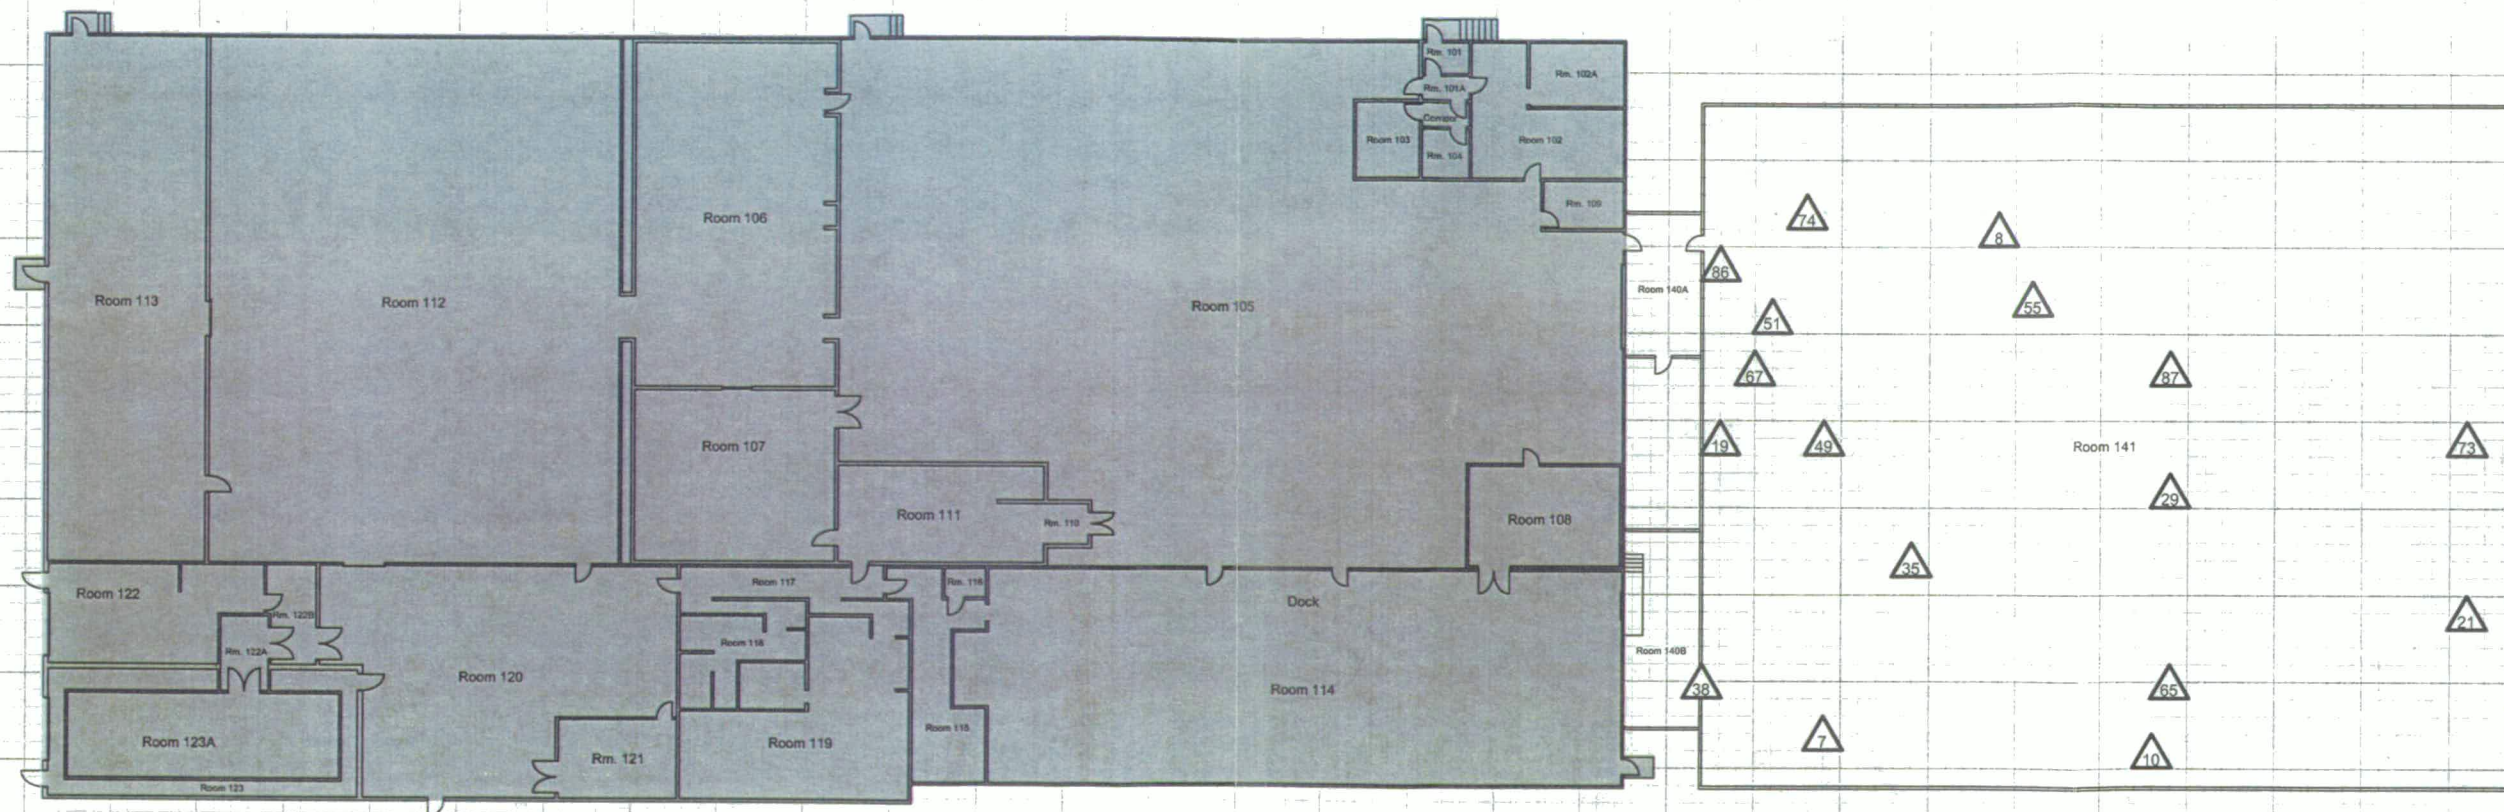 Rm. 101
Rm. 102A
Rm. 101A
Corridor
Room 103
Room 102
Rm. 104
Rm. 109
74
Room 106
8
86
Room 140A
Room 113
Room 112
Room 105
55
51
67
87
19
49
Room 107
Room 141
73
29
Room 111
Rm. 110
Room 108
35
Room 117
Rm. 116
Room 122
Dock
Rm. 122B
21
Room 118
Rm. 122A
Room 140B
Room 120
Room 114
38
65
Room 115
Room 123A
Room 119
7
Rm. 121
10
Room 123